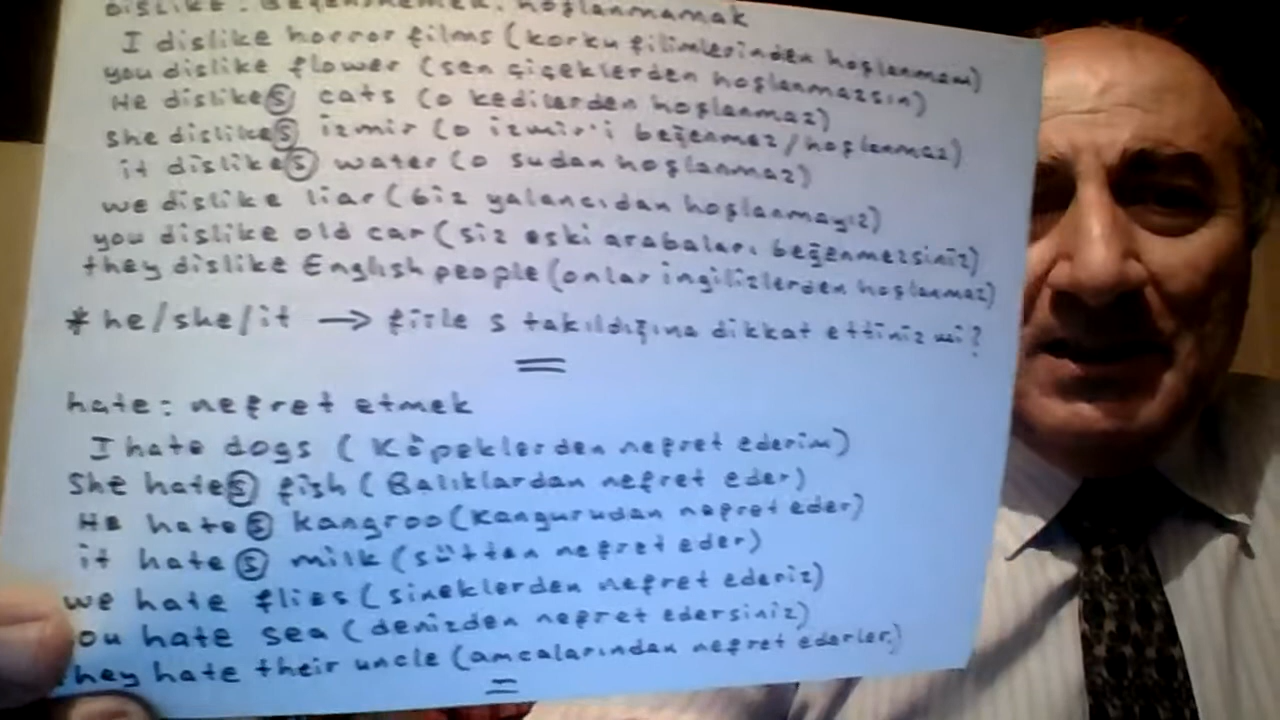 dislike: Beğenmemek, hoşlanmamak
I dislike horror films (korku filimlerinden hoşlanmam)
you dislike flower (sen çiçeklerden hoşlanmazsın)
He dislikes cats (o kedilerden hoşlanmaz)
she dislikes izmir (o izmir'i beğenmez/hoşlanmaz)
it dislikes water (o sudan hoşlanmaz)
we dislike liar (biz yalancıdan hoşlanmayız)
you dislike old car (siz eski arabaları beğenmezsiniz)
they dislike English people (onlar ingilizlerden hoşlanmaz)
* he/she/it → fiile s takıldığına dikkat ettiniz mi?
=
hate: nefret etmek
I hate dogs (Köpeklerden nefret ederim)
She hates fish (Balıklardan nefret eder)
He hates kangroo (kangurudan nefret eder)
it hates milk (sütten nefret eder)
we hate flies (sineklerden nefret ederiz)
ou hate sea (denizden nefret edersiniz)
hey hate their uncle (amcalarından nefret ederler)
=